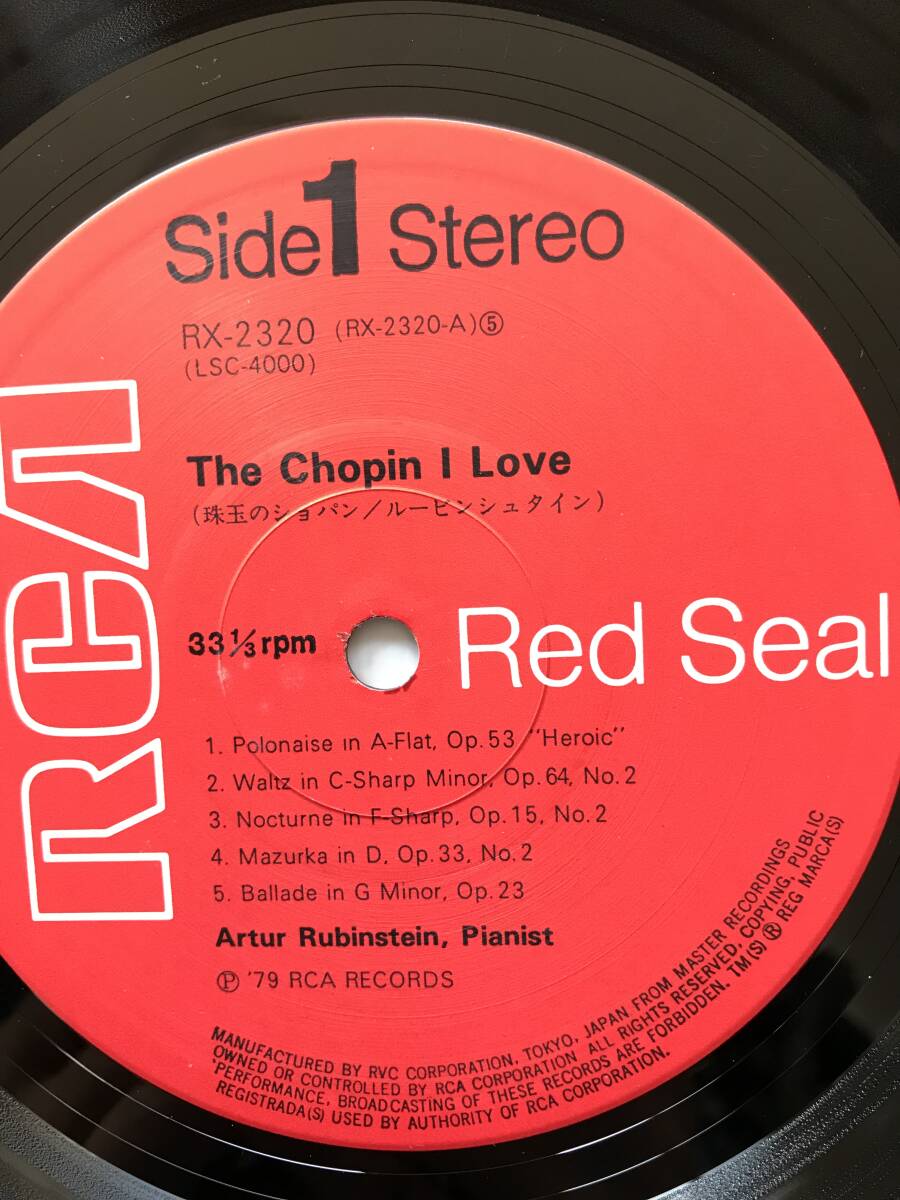 Side 1 Stereo
RX-2320 (RX-2320-A)⑤
(LSC-4000)
The Chopin I Love
(珠玉のショパン/ルービンシュタイン)
RCA
33⅓rpm
Red Seal
1. Polonaise in A-Flat, Op.53 "Heroic"
2. Waltz in C-Sharp Minor, Op.64, No.2
3. Nocturne in F-Sharp, Op.15, No.2
4. Mazurka in D, Op.33, No.2
5. Ballade in G Minor, Op.23
Artur Rubinstein, Pianist
Ⓟ '79 RCA RECORDS
MANUFACTURED BY RVC CORPORATION, TOKYO, JAPAN FROM MASTER RECORDINGS
OWNED OR CONTROLLED BY RCA CORPORATION ALL RIGHTS RESERVED, COPYING, PUBLIC
'PERFORMANCE, BROADCASTING OF THESE RECORDS ARE FORBIDDEN. TM(S) ® REG MARCA(S)
REGISTRADA(S) USED BY AUTHORITY OF RCA CORPORATION.